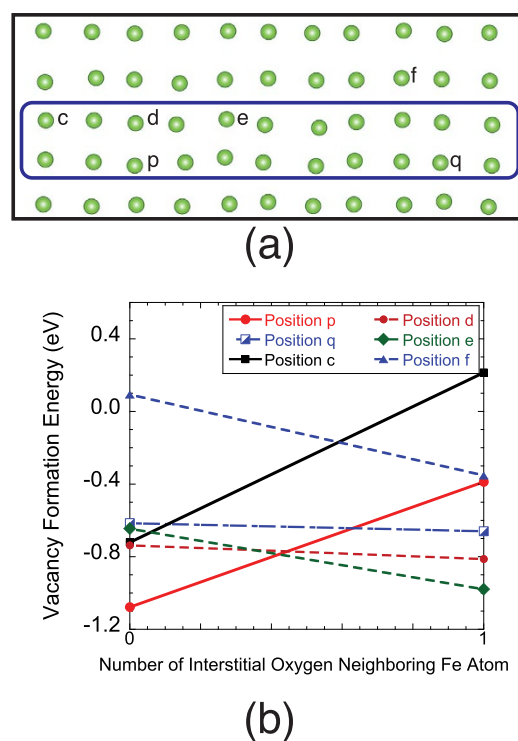 f
c d e
p q
(a)
Vacancy Formation Energy (eV)
0.4
0.0
-0.4
-0.8
-1.2
Position p Position d
Position q Position e
Position c Position f
0 1
Number of Interstitial Oxygen Neighboring Fe Atom
(b)